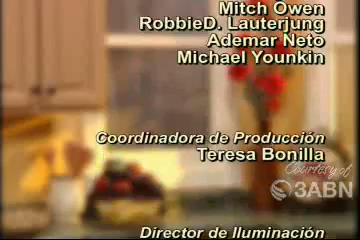 Mitch Owen
RobbieD. Lauterjung
Ademar Neto
Michael Younkin
Coordinadora de Producción
Teresa Bonilla
Courtesy of
3ABN
Director de Iluminación